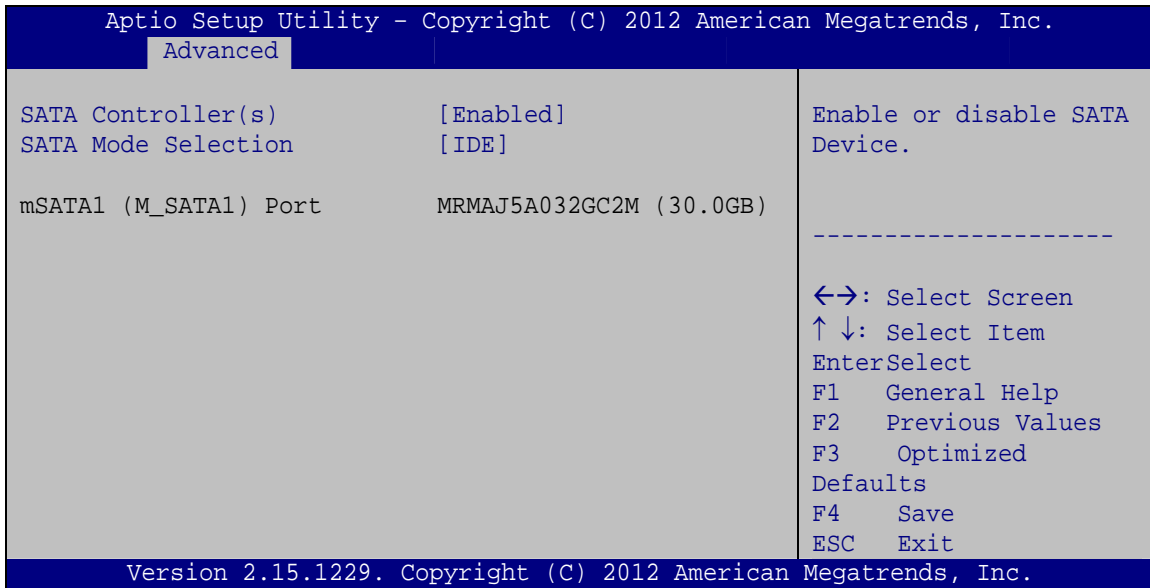 Aptio Setup Utility – Copyright (C) 2012 American Megatrends, Inc.
Advanced
SATA Controller(s) [Enabled]
SATA Mode Selection [IDE]
mSATA1 (M_SATA1) Port MRMAJ5A032GC2M (30.0GB)
Enable or disable SATA
Device.
---------------------
←→: Select Screen
↑ ↓: Select Item
EnterSelect
F1 General Help
F2 Previous Values
F3 Optimized
Defaults
F4 Save
ESC Exit
Version 2.15.1229. Copyright (C) 2012 American Megatrends, Inc.